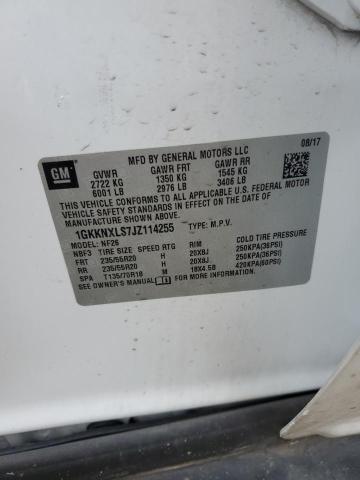 GM
MFD BY GENERAL MOTORS LLC 08/17
GVWR GAWR FRT GAWR RR
2722 KG 1350 KG 1545 KG
6001 LB 2976 LB 3406 LB
THIS VEHICLE CONFORMS TO ALL APPLICABLE U.S. FEDERAL MOTOR
VEHICLE SAFETY AND THEFT PREVENTION STANDARDS IN EFFECT ON
THE DATE OF MANUFACTURE SHOWN ABOVE.
1GKKNXLS7JZ114255 TYPE: M.P.V.
MODEL: NF26
NBF3 TIRE SIZE SPEED RTG RIM COLD TIRE PRESSURE
FRT 235/55R20 H 20X8J 250KPA(36PSI)
RR 235/55R20 H 20X8J 250KPA(36PSI)
SPA T135/70R18 M 18X4.5B 420KPA(60PSI)
SEE OWNER'S MANUAL